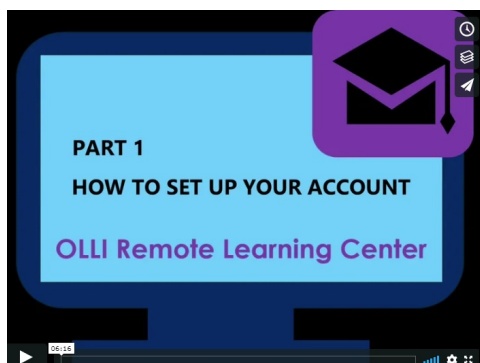 PART 1
HOW TO SET UP YOUR ACCOUNT
OLLI Remote Learning Center
06:16